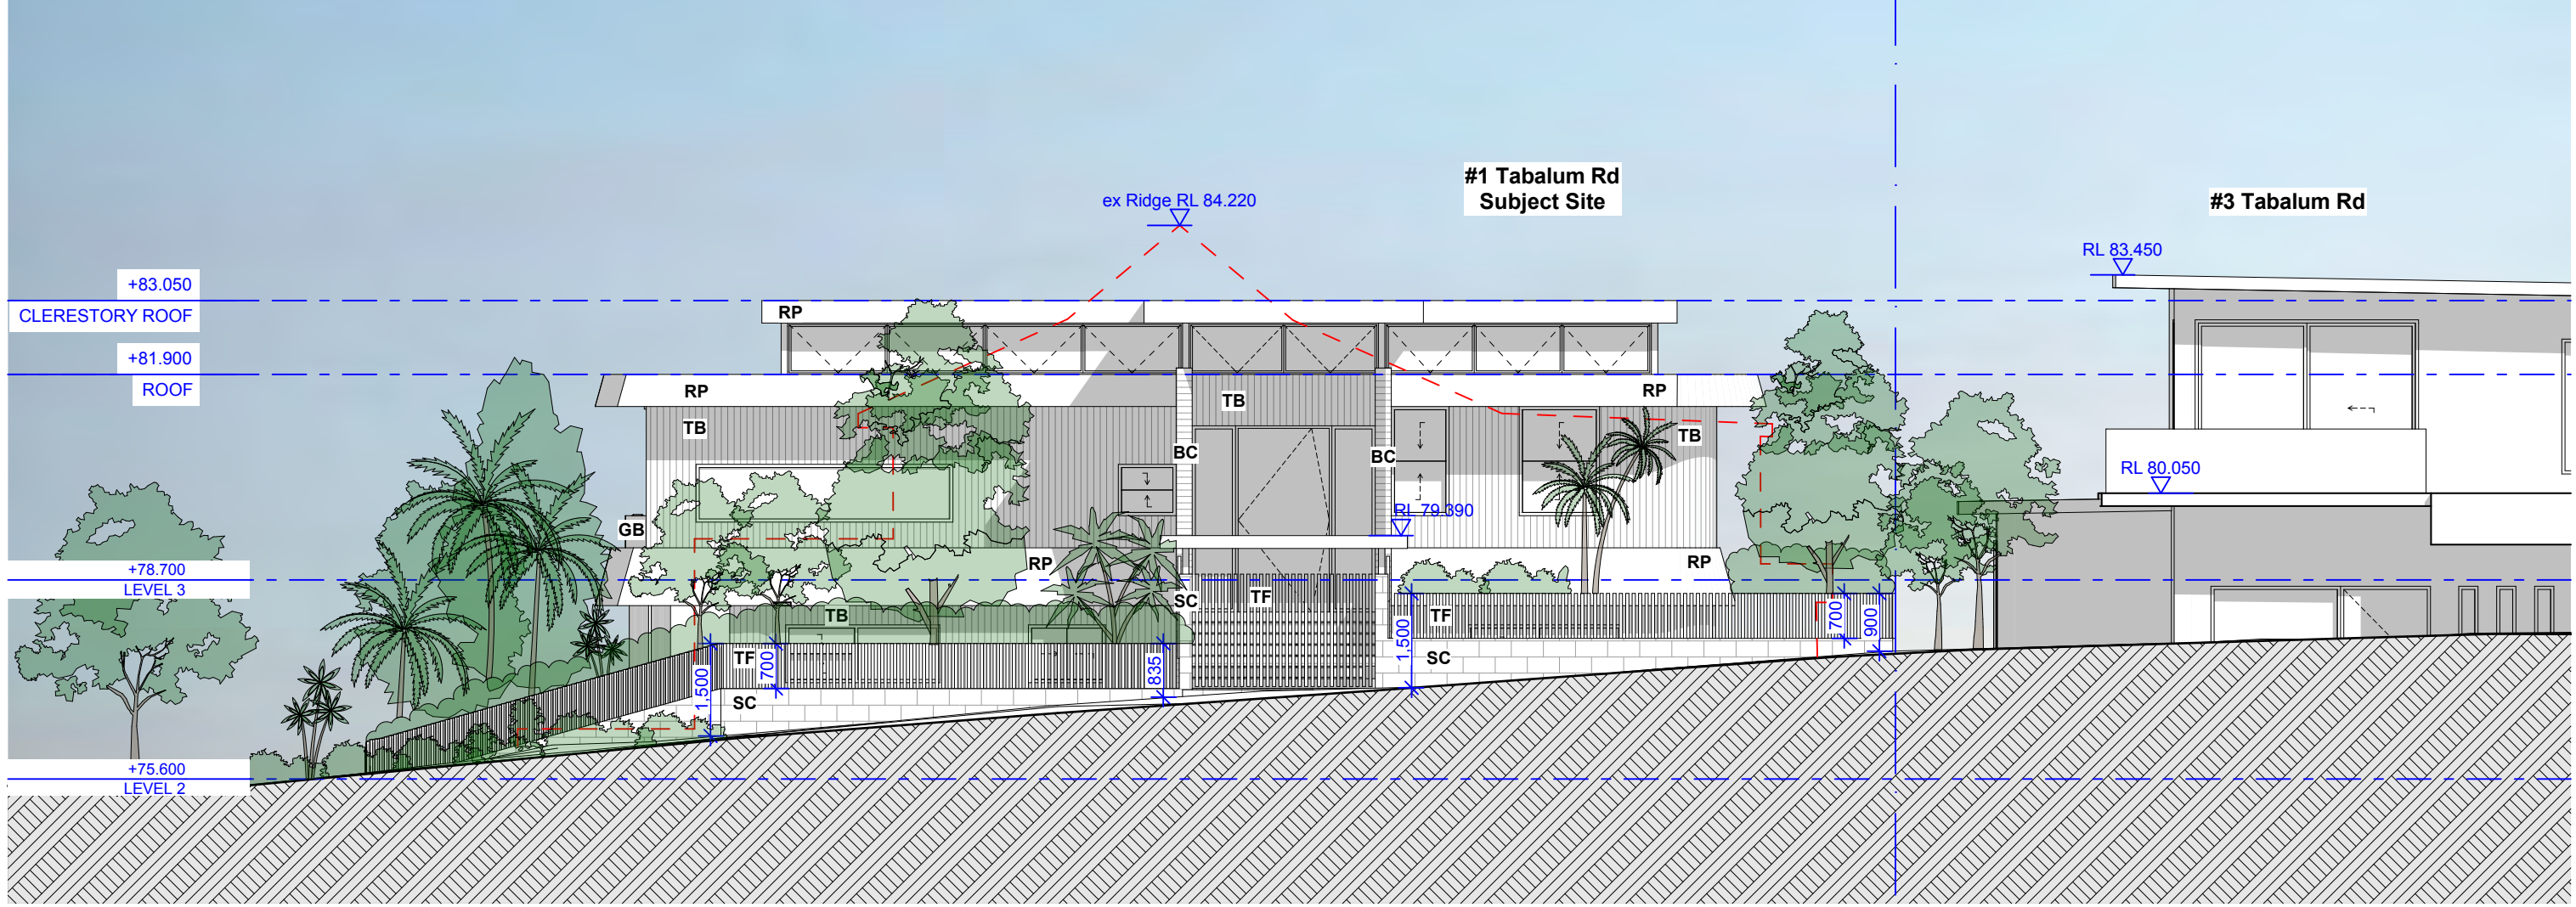 #1 Tabalum Rd
Subject Site
ex Ridge RL 84.220
#3 Tabalum Rd
RL 83.450
+83.050
CLERESTORY ROOF
RP
+81.900
ROOF
RP
RP
TB
TB
TB
BC
BC
RL 80.050
RL 79.390
GB
RP
RP
+78.700
LEVEL 3
SC
TF
TB
TF
1.500
700
900
TF
1.500
700
835
SC
SC
+75.600
LEVEL 2